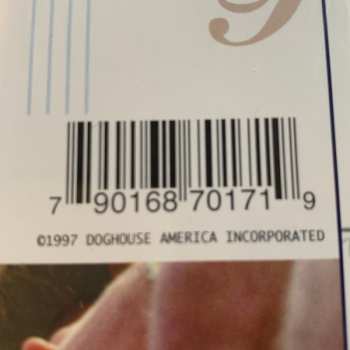 7 90168 70171 9
©1997 DOGHOUSE AMERICA INCORPORATED